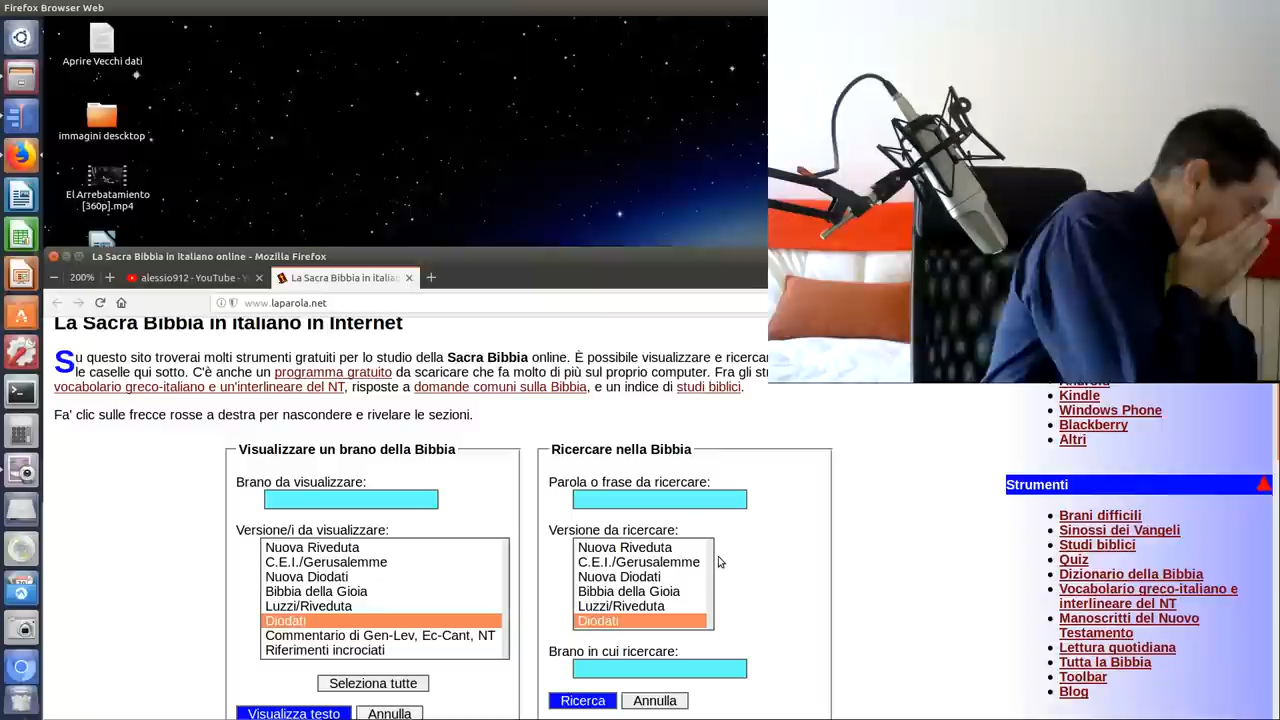 Firefox Browser Web
Aprire Vecchi dati
immagini descktop
El Arrebatamiento
[360p].mp4
La Sacra Bibbia in italiano online - Mozilla Firefox
200%
alessio912 - YouTube -
La Sacra Bibbia in italia
www.laparola.net
La Sacra Bibbia in italiano in Internet
Su questo sito troverai molti strumenti gratuiti per lo studio della Sacra Bibbia online. È possibile visualizzare e ricercar
le caselle qui sotto. C'è anche un programma gratuito da scaricare che fa molto di più sul proprio computer. Fra gli str
vocabolario greco-italiano e un'interlineare del NT, risposte a domande comuni sulla Bibbia, e un indice di studi biblici.
Fa' clic sulle frecce rosse a destra per nascondere e rivelare le sezioni.
Visualizzare un brano della Bibbia
Brano da visualizzare:
Versione/i da visualizzare:
Nuova Riveduta
C.E.I./Gerusalemme
Nuova Diodati
Bibbia della Gioia
Luzzi/Riveduta
Diodati
Commentario di Gen-Lev, Ec-Cant, NT
Riferimenti incrociati
Seleziona tutte
Visualizza testo
Annulla
Ricercare nella Bibbia
Parola o frase da ricercare:
Versione da ricercare:
Nuova Riveduta
C.E.I./Gerusalemme
Nuova Diodati
Bibbia della Gioia
Luzzi/Riveduta
Diodati
Brano in cui ricercare:
Ricerca
Annulla
Android
Kindle
Windows Phone
Blackberry
Altri
Strumenti
Brani difficili
Sinossi dei Vangeli
Studi biblici
Quiz
Dizionario della Bibbia
Vocabolario greco-italiano e
interlineare del NT
Manoscritti del Nuovo
Testamento
Lettura quotidiana
Tutta la Bibbia
Toolbar
Blog